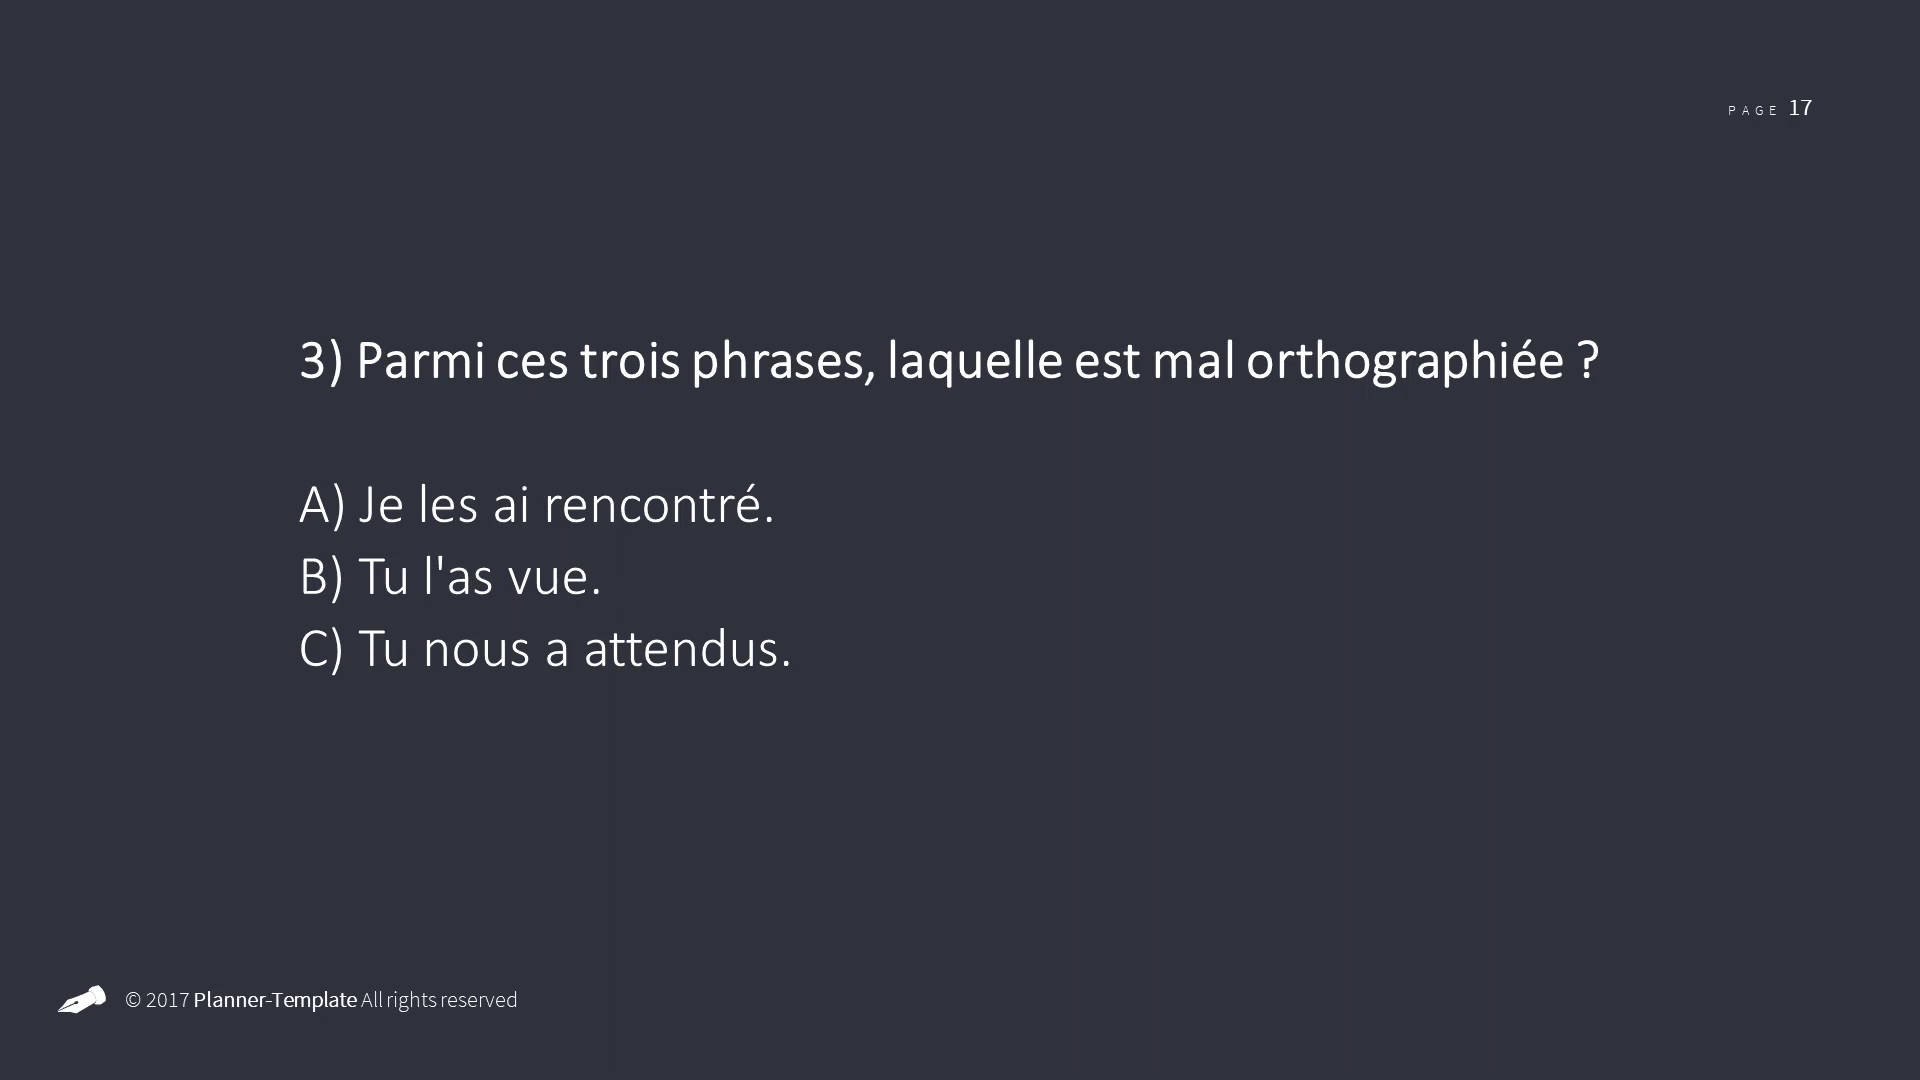 PAGE 17
3) Parmi ces trois phrases, laquelle est mal orthographiée ?
A) Je les ai rencontré.
B) Tu l'as vue.
C) Tu nous a attendus.
© 2017 Planner-Template All rights reserved